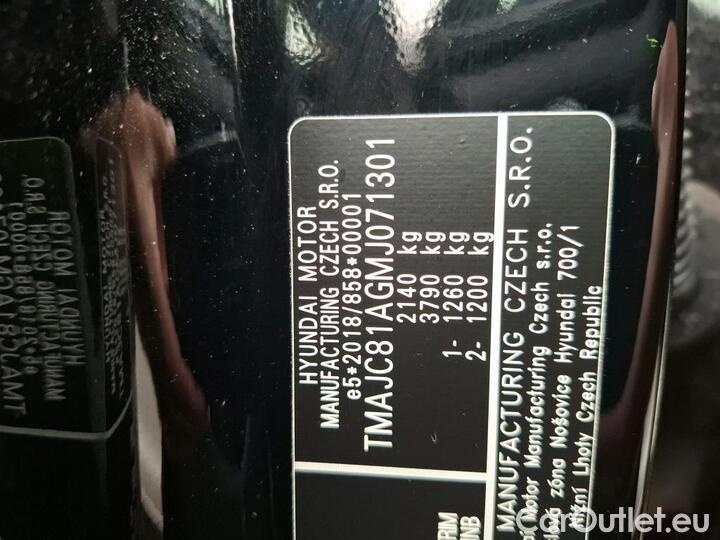 HYUNDAI MOTOR
MANUFACTURING CZECH S.R.O.
e5*2018/858*00001
TMAJC81AGMJ071301
2140 kg
3790 kg
1- 1260 kg
2- 1200 kg
RIM
MANUFACTURING CZECH S.R.O.
Motor Manufacturing Czech s.r.o.
zóna Nošovice Hyundai 700/1
Lhoty Czech Republic
CarOutlet.eu